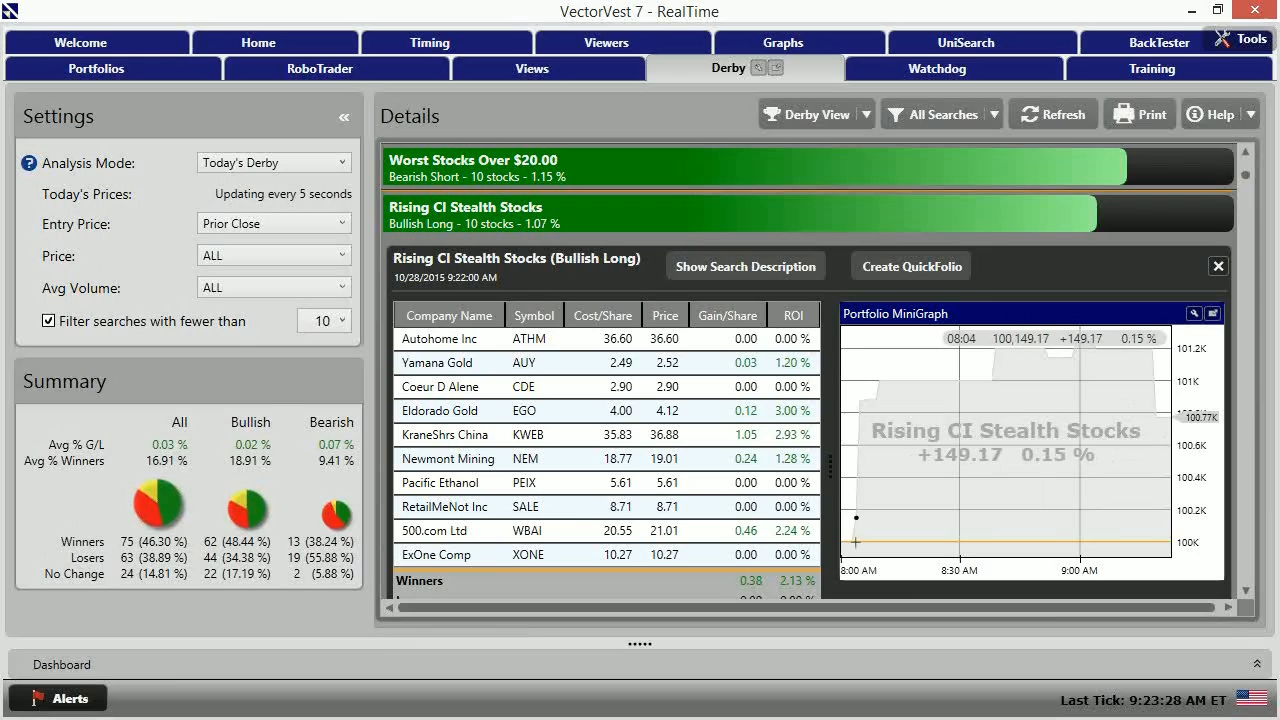 VectorVest 7 - RealTime
Welcome Home Timing Viewers Graphs UniSearch BackTester Tools
Portfolios RoboTrader Views Derby Watchdog Training
Settings
Analysis Mode: Today's Derby
Today's Prices: Updating every 5 seconds
Entry Price: Prior Close
Price: ALL
Avg Volume: ALL
Filter searches with fewer than 10
Summary
All Bullish Bearish
Avg % G/L 0.03 % 0.02 % 0.07 %
Avg % Winners 16.91 % 18.91 % 9.41 %
Winners 75 (46.30 %) 62 (48.44 %) 13 (38.24 %)
Losers 63 (38.89 %) 44 (34.38 %) 19 (55.88 %)
No Change 24 (14.81 %) 22 (17.19 %) 2 (5.88 %)
Details Derby View All Searches Refresh Print Help
Worst Stocks Over $20.00
Bearish Short - 10 stocks - 1.15 %
Rising CI Stealth Stocks
Bullish Long - 10 stocks - 1.07 %
Rising CI Stealth Stocks (Bullish Long) Show Search Description Create QuickFolio
10/28/2015 9:22:00 AM
Company Name Symbol Cost/Share Price Gain/Share ROI
Autohome Inc ATHM 36.60 36.60 0.00 0.00 %
Yamana Gold AUY 2.49 2.52 0.03 1.20 %
Coeur D Alene CDE 2.90 2.90 0.00 0.00 %
Eldorado Gold EGO 4.00 4.12 0.12 3.00 %
KraneShrs China KWEB 35.83 36.88 1.05 2.93 %
Newmont Mining NEM 18.77 19.01 0.24 1.28 %
Pacific Ethanol PEIX 5.61 5.61 0.00 0.00 %
RetailMeNot Inc SALE 8.71 8.71 0.00 0.00 %
500.com Ltd WBAI 20.55 21.01 0.46 2.24 %
ExOne Comp XONE 10.27 10.27 0.00 0.00 %
Winners 0.38 2.13 %
Portfolio MiniGraph
08:04 100,149.17 +149.17 0.15 %
101.2K
101K
100.77K
Rising CI Stealth Stocks
+149.17 0.15 %
100.6K
100.4K
100.2K
100K
8:00 AM 8:30 AM 9:00 AM
Dashboard
Alerts
Last Tick: 9:23:28 AM ET